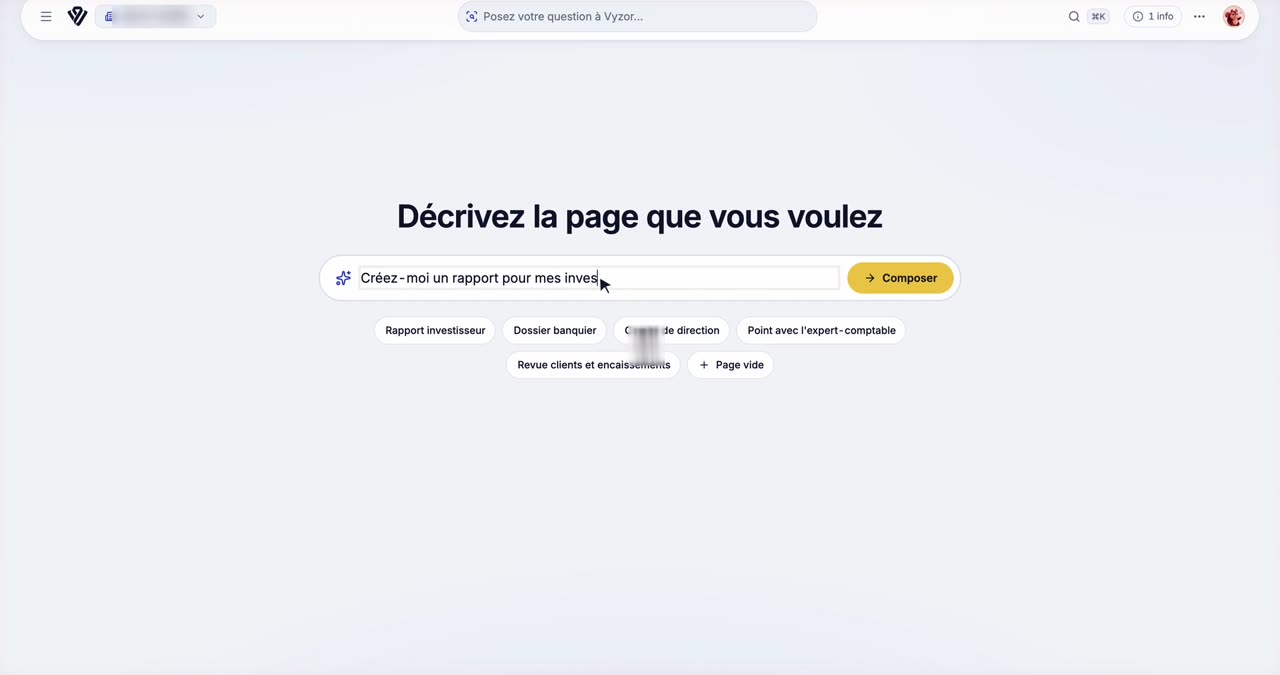 Posez votre question à Vyzor...
⌘K
1 info
Décrivez la page que vous voulez
Créez-moi un rapport pour mes inves
Composer
Rapport investisseur
Dossier banquier
de direction
Point avec l'expert-comptable
Revue clients et encaissements
Page vide